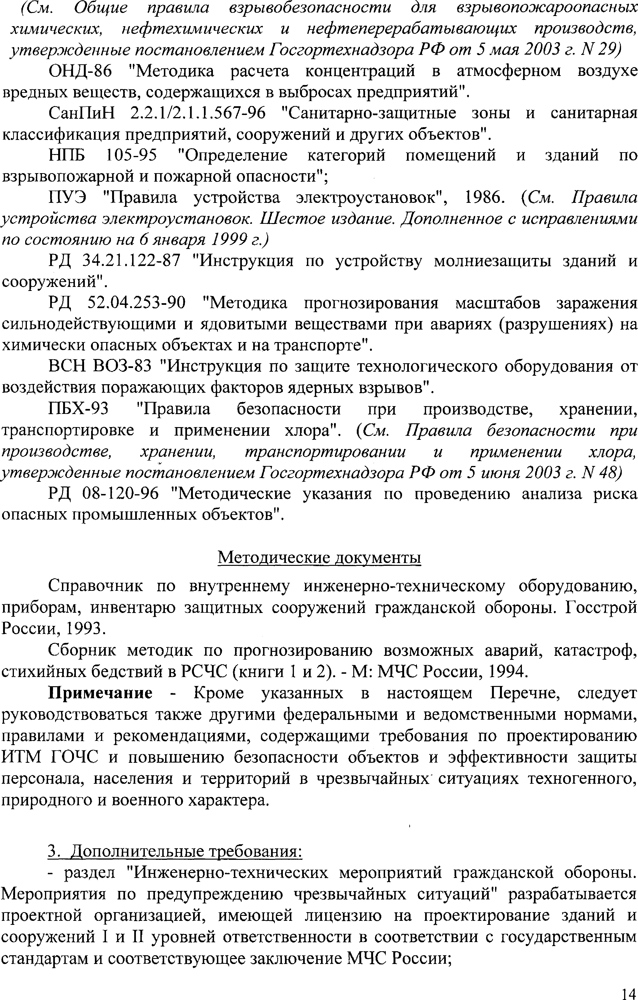 (См. Общие правила взрывобезопасности для взрывопожароопасных
химических, нефтехимических и нефтеперерабатывающих производств,
утвержденные постановлением Госгортехнадзора РФ от 5 мая 2003 г. N 29)
ОНД-86 "Методика расчета концентраций в атмосферном воздухе
вредных веществ, содержащихся в выбросах предприятий".
СанПиН 2.2.1/2.1.1.567-96 "Санитарно-защитные зоны и санитарная
классификация предприятий, сооружений и других объектов".
НПБ 105-95 "Определение категорий помещений и зданий по
взрывопожарной и пожарной опасности";
ПУЭ "Правила устройства электроустановок", 1986. (См. Правила
устройства электроустановок. Шестое издание. Дополненное с исправлениями
по состоянию на 6 января 1999 г.)
РД 34.21.122-87 "Инструкция по устройству молниезащиты зданий и
сооружений".
РД 52.04.253-90 "Методика прогнозирования масштабов заражения
сильнодействующими и ядовитыми веществами при авариях (разрушениях) на
химически опасных объектах и на транспорте".
ВСН ВОЗ-83 "Инструкция по защите технологического оборудования от
воздействия поражающих факторов ядерных взрывов".
ПБХ-93 "Правила безопасности при производстве, хранении,
транспортировке и применении хлора". (См. Правила безопасности при
производстве, хранении, транспортировании и применении хлора,
утвержденные постановлением Госгортехнадзора РФ от 5 июня 2003 г. N 48)
РД 08-120-96 "Методические указания по проведению анализа риска
опасных промышленных объектов".
Методические документы
Справочник по внутреннему инженерно-техническому оборудованию,
приборам, инвентарю защитных сооружений гражданской обороны. Госстрой
России, 1993.
Сборник методик по прогнозированию возможных аварий, катастроф,
стихийных бедствий в РСЧС (книги 1 и 2). - М: МЧС России, 1994.
Примечание - Кроме указанных в настоящем Перечне, следует
руководствоваться также другими федеральными и ведомственными нормами,
правилами и рекомендациями, содержащими требования по проектированию
ИТМ ГОЧС и повышению безопасности объектов и эффективности защиты
персонала, населения и территорий в чрезвычайных ситуациях техногенного,
природного и военного характера.
3. Дополнительные требования:
- раздел "Инженерно-технических мероприятий гражданской обороны.
Мероприятия по предупреждению чрезвычайных ситуаций" разрабатывается
проектной организацией, имеющей лицензию на проектирование зданий и
сооружений I и II уровней ответственности в соответствии с государственным
стандартам и соответствующее заключение МЧС России;
14